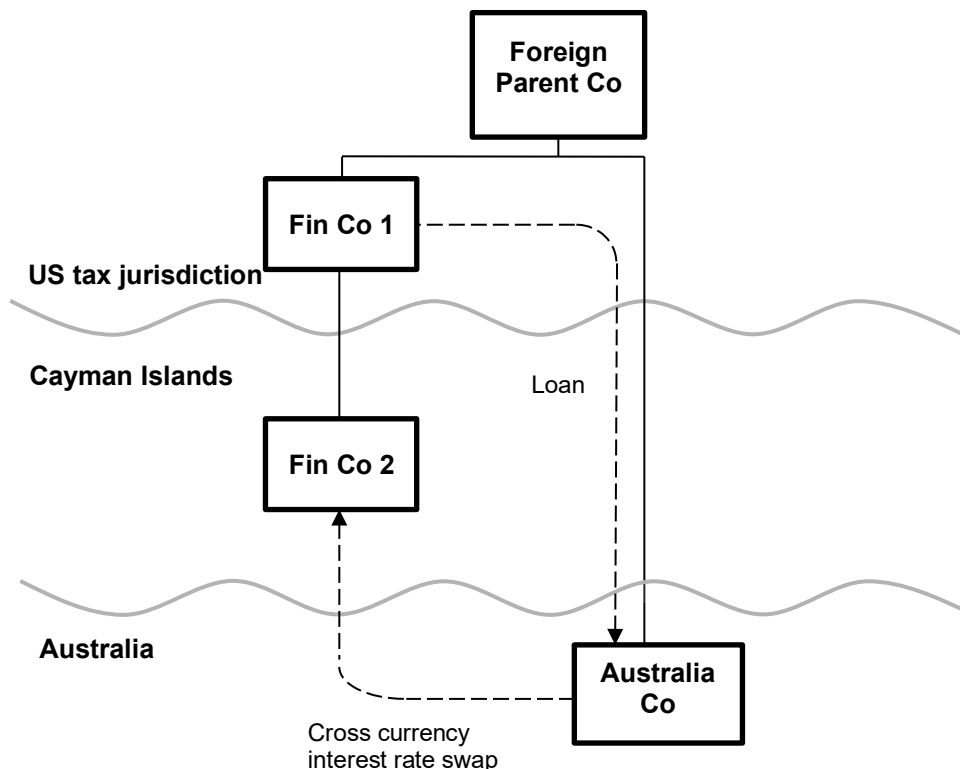 Foreign
Parent Co
Fin Co 1
US tax jurisdiction
Cayman Islands
Loan
Fin Co 2
Australia
Australia
Co
Cross currency
interest rate swap